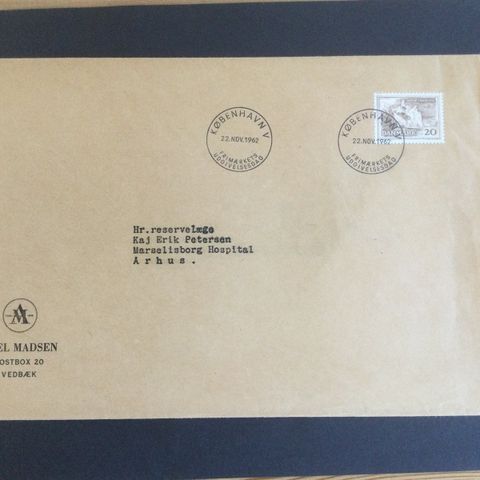 KØBENHAVN V
22.NOV.1962
FRIMÆRKETS
UDGIVELSESDAG
KØBENHAVN V
22.NOV.1962
FRIMÆRKETS
UDGIVELSESDAG
DANMARK 20
Hr.reservelæge
Kaj Erik Petersen
Marselisborg Hospital
Århus.
AM
EL MADSEN
OSTBOX 20
VEDBÆK